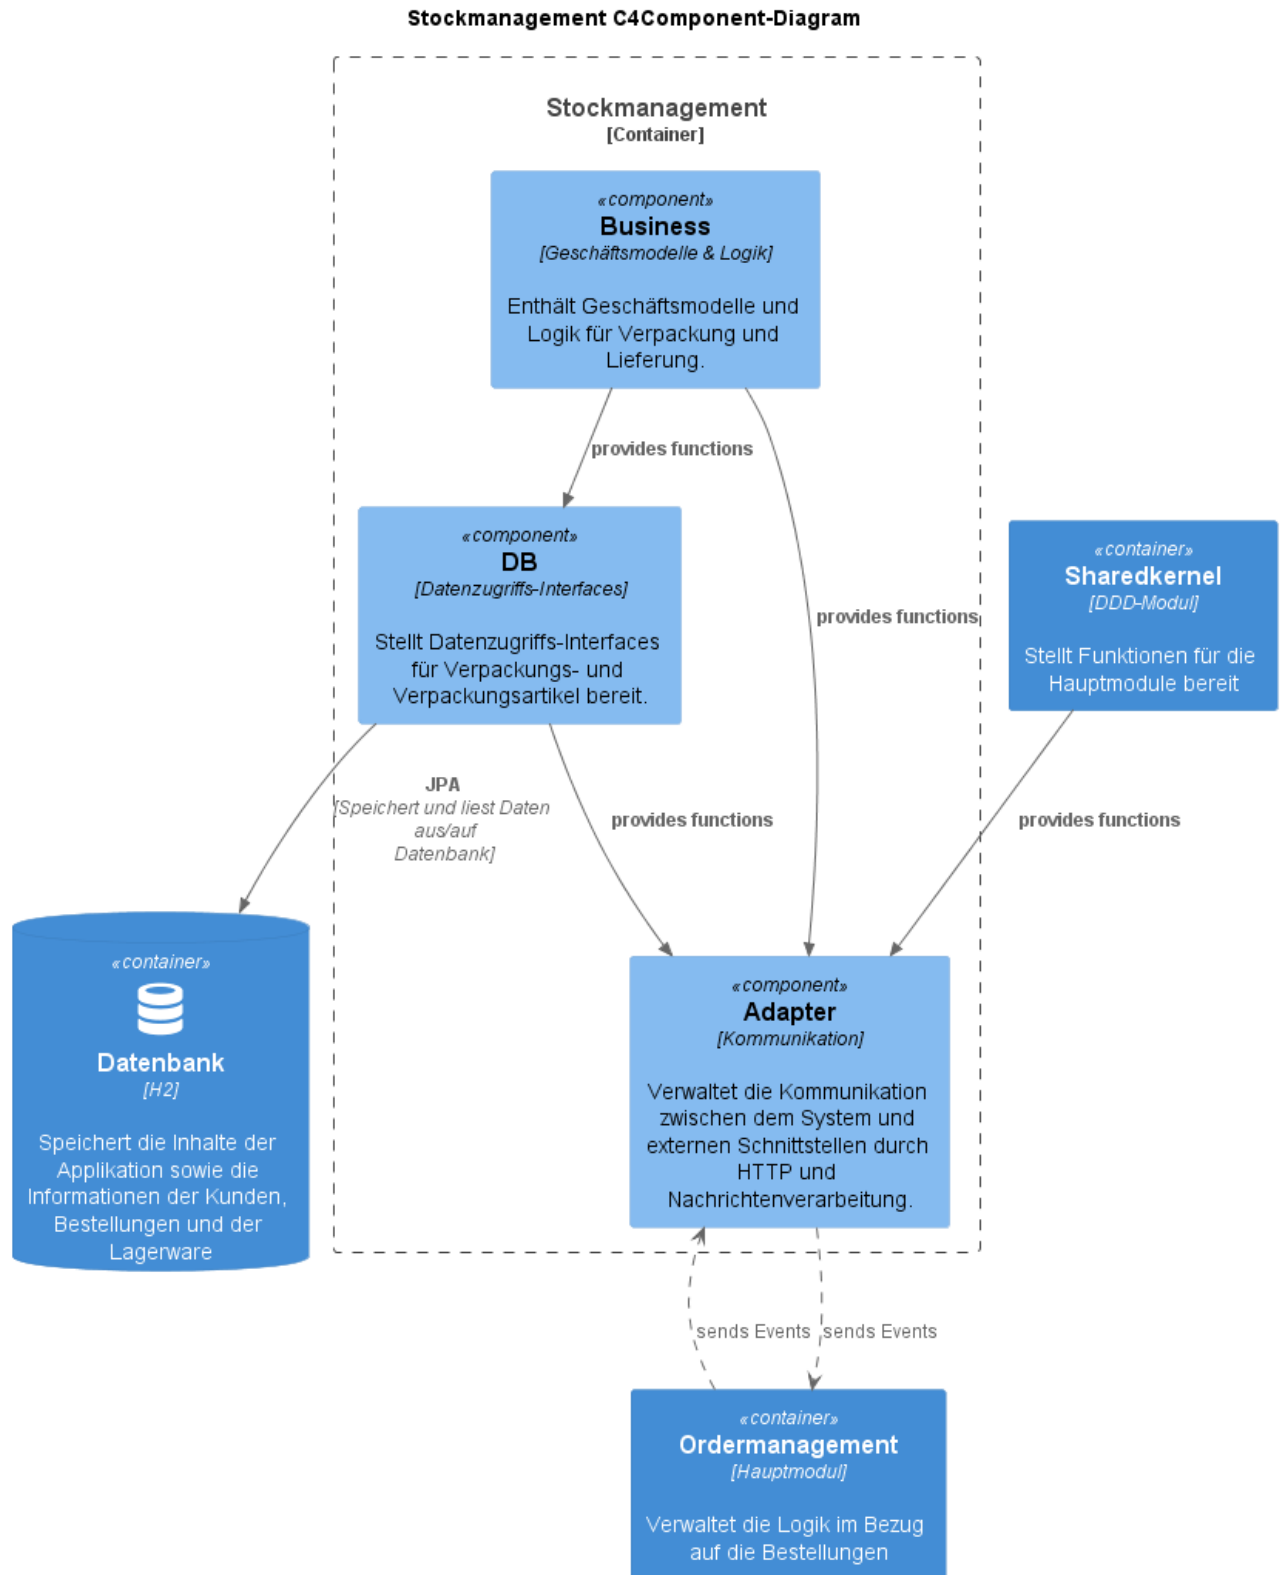 Stockmanagement C4Component-Diagram
Stockmanagement
[Container]
«component»
Business
[Geschäftsmodelle & Logik]
Enthält Geschäftsmodelle und
Logik für Verpackung und
Lieferung.
provides functions
«component»
DB
[Datenzugriffs-Interfaces]
Stellt Datenzugriffs-Interfaces
für Verpackungs- und
Verpackungsartikel bereit.
provides functions
«container»
Sharedkernel
[DDD-Modul]
Stellt Funktionen für die
Hauptmodule bereit
JPA
[Speichert und liest Daten
aus/auf
Datenbank]
provides functions
provides functions
«container»
Datenbank
[H2]
Speichert die Inhalte der
Applikation sowie die
Informationen der Kunden,
Bestellungen und der
Lagerware
«component»
Adapter
[Kommunikation]
Verwaltet die Kommunikation
zwischen dem System und
externen Schnittstellen durch
HTTP und
Nachrichtenverarbeitung.
sends Events
sends Events
«container»
Ordermanagement
[Hauptmodul]
Verwaltet die Logik im Bezug
auf die Bestellungen